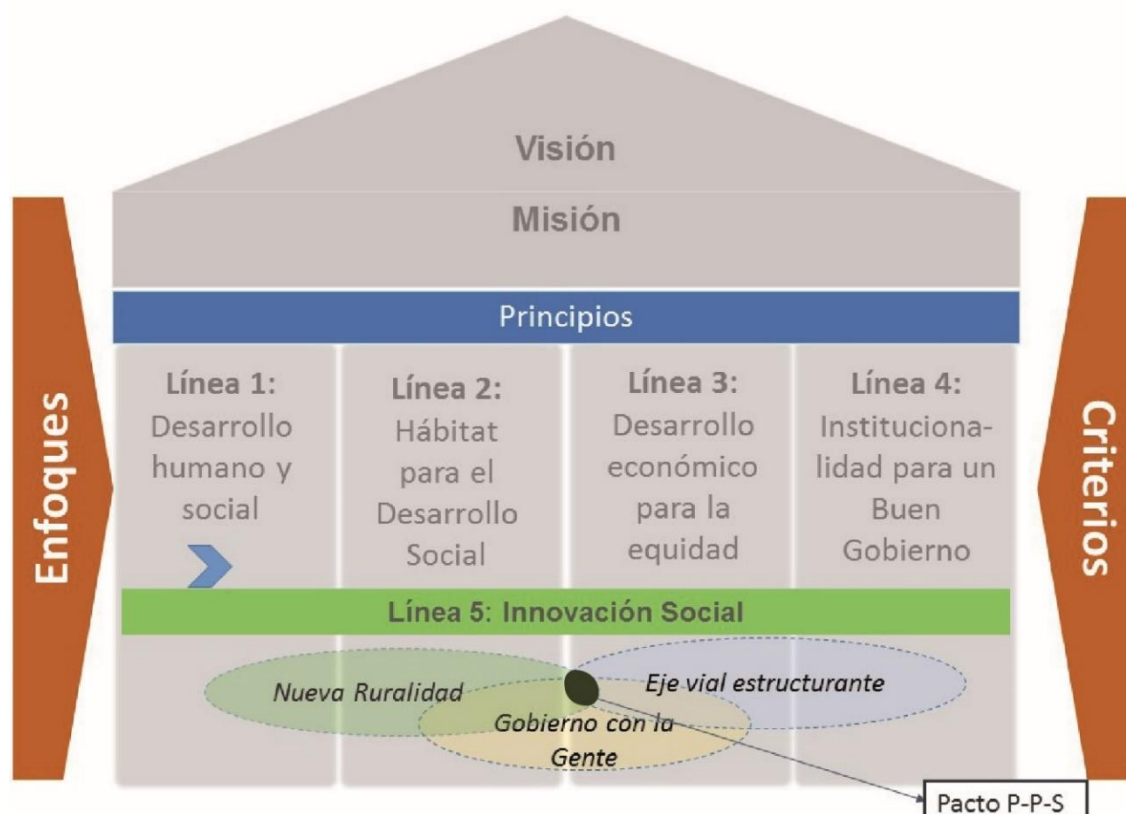 Visión
Misión
Principios
Enfoques
Línea 1:
Desarrollo
humano y
social
Línea 2:
Hábitat
para el
Desarrollo
Social
Línea 3:
Desarrollo
económico
para la
equidad
Línea 4:
Instituciona-
lidad para un
Buen
Gobierno
Criterios
Línea 5: Innovación Social
Nueva Ruralidad
Eje vial estructurante
Gobierno con la
Gente
Pacto P-P-S